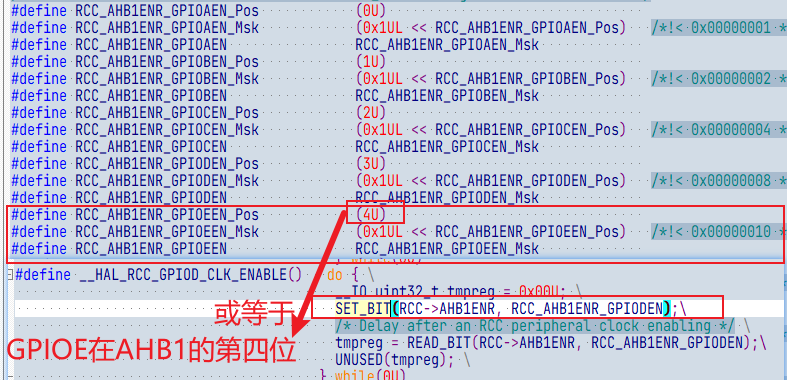 #define RCC_AHB1ENR_GPIOAEN_Pos (0U)
#define RCC_AHB1ENR_GPIOAEN_Msk (0x1UL << RCC_AHB1ENR_GPIOAEN_Pos) /*!< 0x00000001 *
#define RCC_AHB1ENR_GPIOAEN RCC_AHB1ENR_GPIOAEN_Msk
#define RCC_AHB1ENR_GPIOBEN_Pos (1U)
#define RCC_AHB1ENR_GPIOBEN_Msk (0x1UL << RCC_AHB1ENR_GPIOBEN_Pos) /*!< 0x00000002 *
#define RCC_AHB1ENR_GPIOBEN RCC_AHB1ENR_GPIOBEN_Msk
#define RCC_AHB1ENR_GPIOCEN_Pos (2U)
#define RCC_AHB1ENR_GPIOCEN_Msk (0x1UL << RCC_AHB1ENR_GPIOCEN_Pos) /*!< 0x00000004 *
#define RCC_AHB1ENR_GPIOCEN RCC_AHB1ENR_GPIOCEN_Msk
#define RCC_AHB1ENR_GPIODEN_Pos (3U)
#define RCC_AHB1ENR_GPIODEN_Msk (0x1UL << RCC_AHB1ENR_GPIODEN_Pos) /*!< 0x00000008 *
#define RCC_AHB1ENR_GPIODEN RCC_AHB1ENR_GPIODEN_Msk
#define RCC_AHB1ENR_GPIOEEN_Pos (4U)
#define RCC_AHB1ENR_GPIOEEN_Msk (0x1UL << RCC_AHB1ENR_GPIOEEN_Pos) /*!< 0x00000010 *
#define RCC_AHB1ENR_GPIOEEN RCC_AHB1ENR_GPIOEEN_Msk
#define __HAL_RCC_GPIOD_CLK_ENABLE() do { \
__IO uint32_t tmpreg = 0x00U; \
或等于
SET_BIT(RCC->AHB1ENR, RCC_AHB1ENR_GPIODEN);\
/* Delay after an RCC peripheral clock enabling */ \
GPIOE在AHB1的第四位
tmpreg = READ_BIT(RCC->AHB1ENR, RCC_AHB1ENR_GPIODEN);\
UNUSED(tmpreg); \
} while(0U)